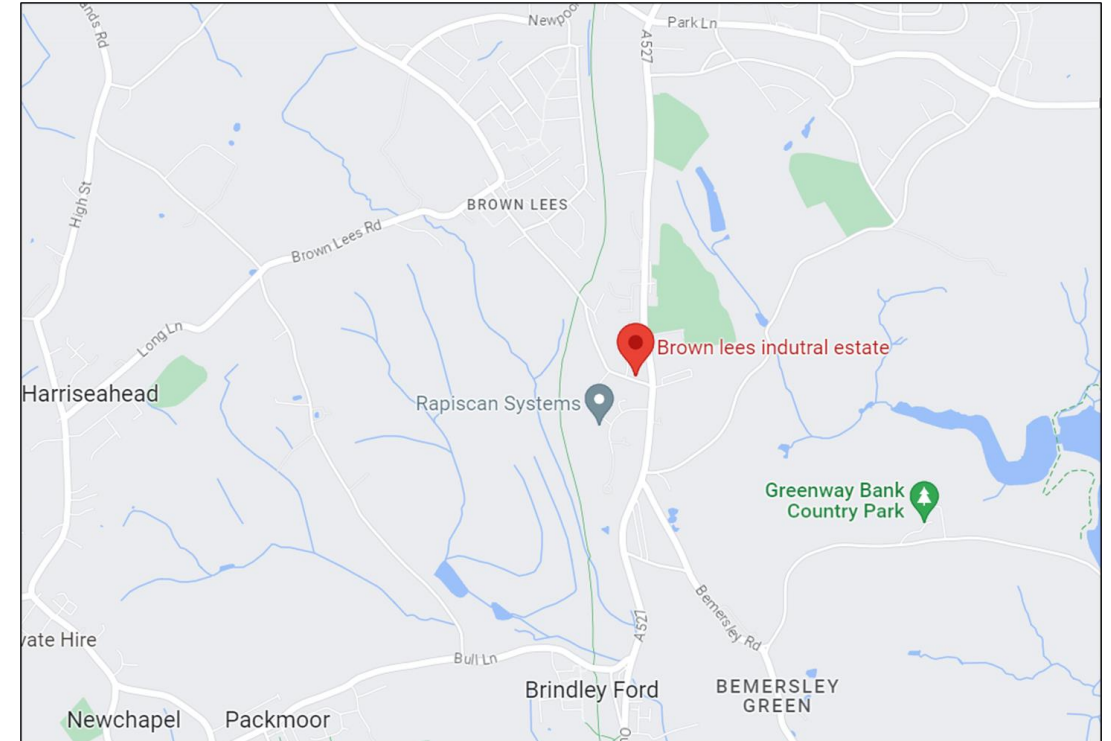 ands Rd
Newpoo
Park Ln
A527
High St
BROWN LEES
Brown Lees Rd
Long Ln
Brown lees indutral estate
Harriseahead
Rapiscan Systems
Greenway Bank
Country Park
Bemersley Rd
A527
vate Hire
Bull Ln
Brindley Ford
BEMERSLEY
GREEN
Newchapel
Packmoor